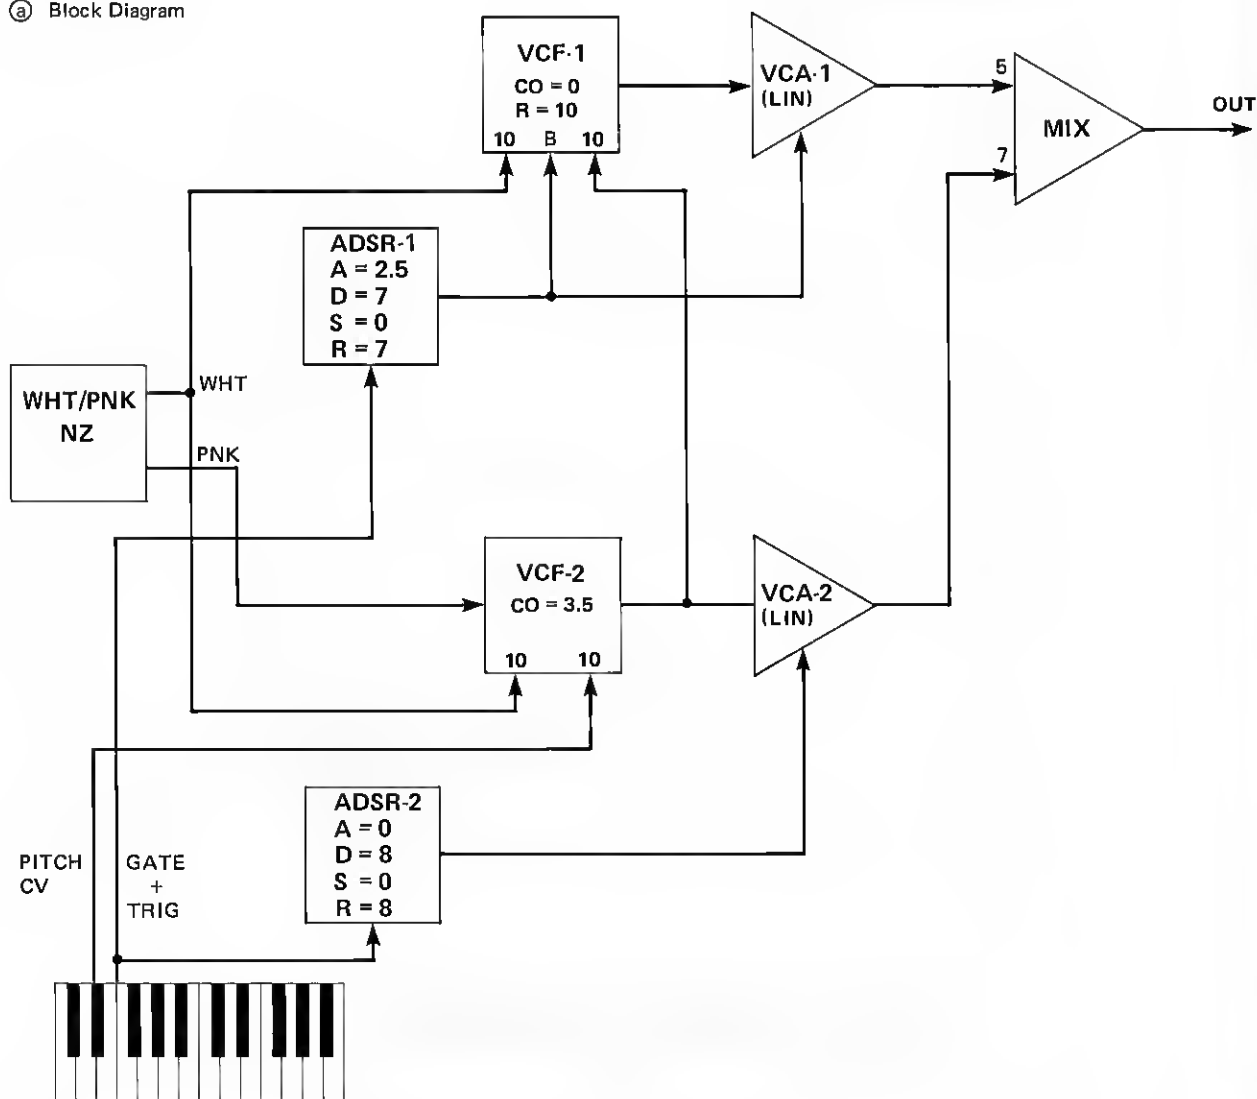 ⓐ Block Diagram
VCF-1
CO = 0
R = 10
10 B 10
VCA-1
(LIN)
5
7
MIX
OUT
ADSR-1
A = 2.5
D = 7
S = 0
R = 7
WHT/PNK
NZ
WHT
PNK
VCF-2
CO = 3.5
10 10
VCA-2
(LIN)
ADSR-2
A = 0
D = 8
S = 0
R = 8
PITCH
CV
GATE
+
TRIG